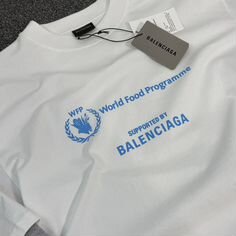 BALENCIAGA
WFP
World Food Programme
SUPPORTED BY
BALENCIAGA